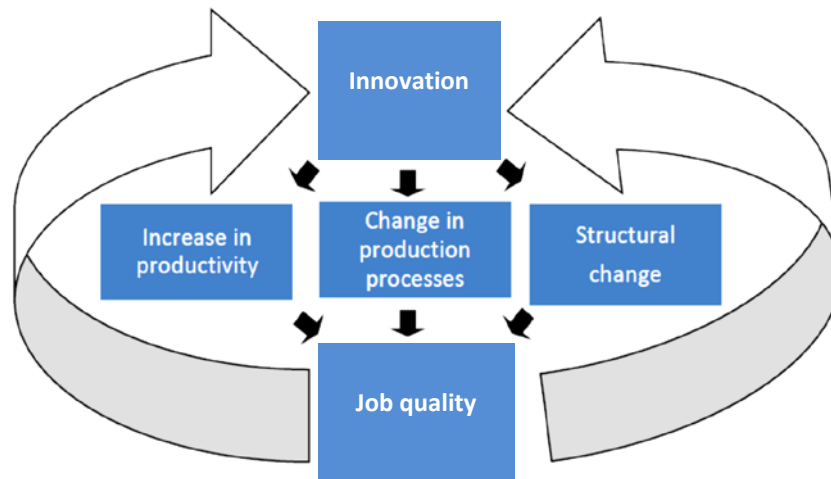 Innovation
Increase in
productivity
Change in
production
processes
Structural
change
Job quality